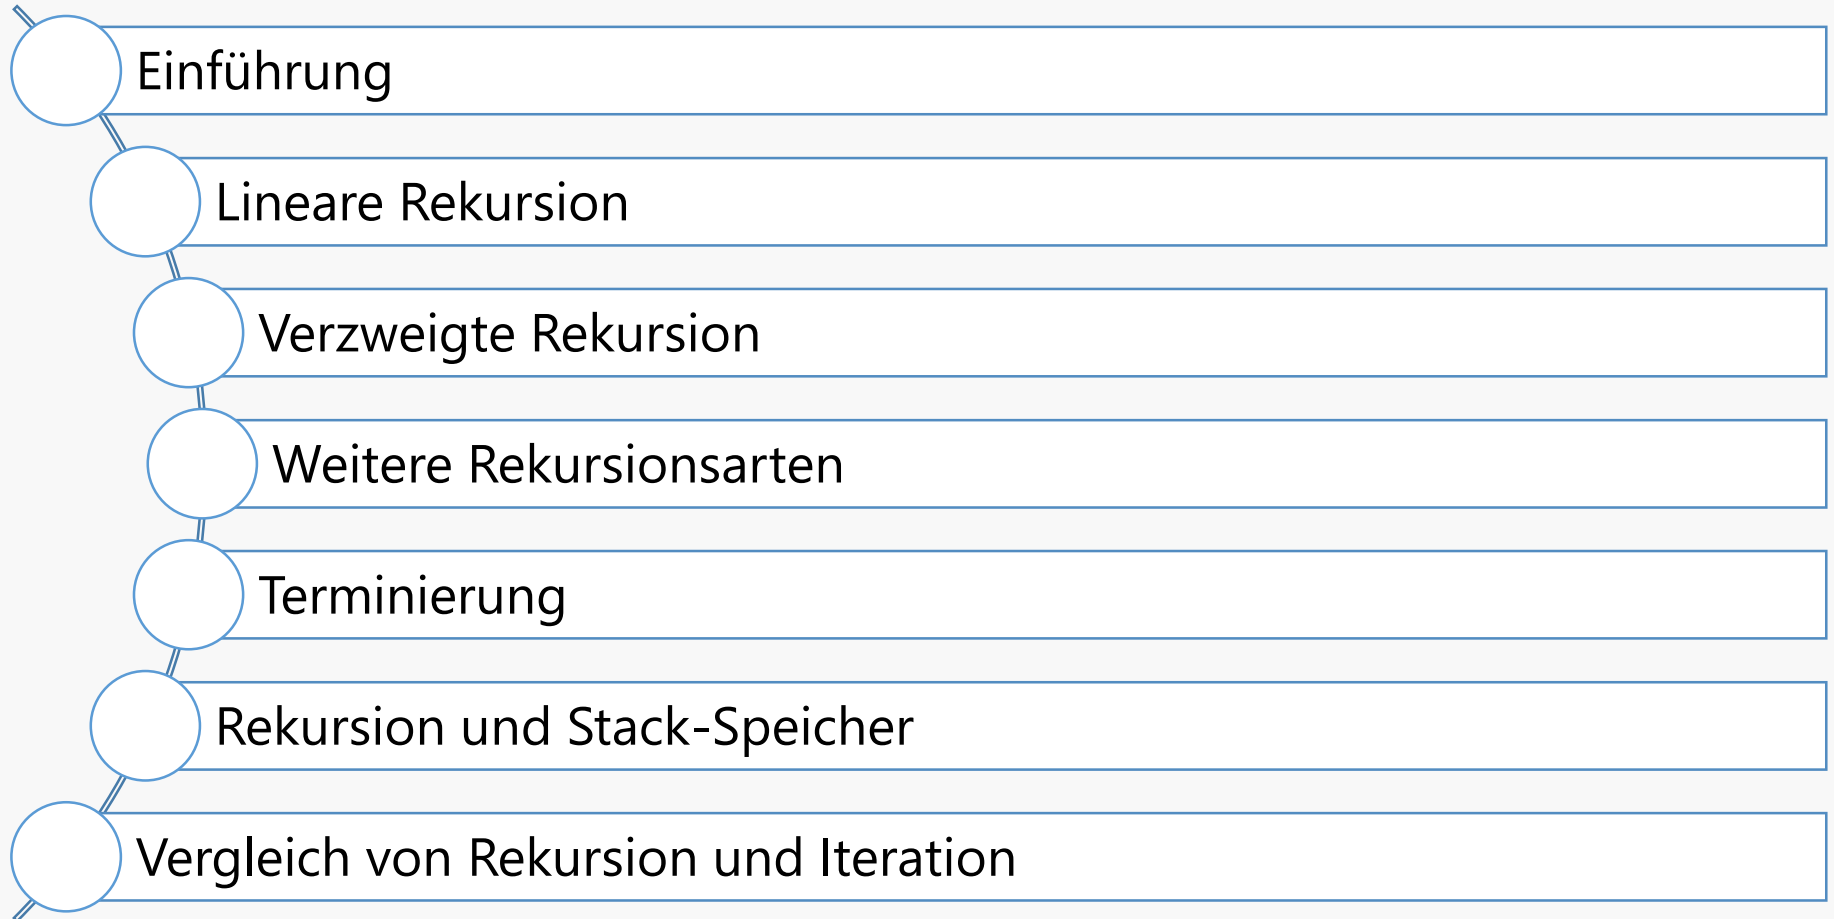 Einführung
Lineare Rekursion
Verzweigte Rekursion
Weitere Rekursionsarten
Terminierung
Rekursion und Stack-Speicher
Vergleich von Rekursion und Iteration